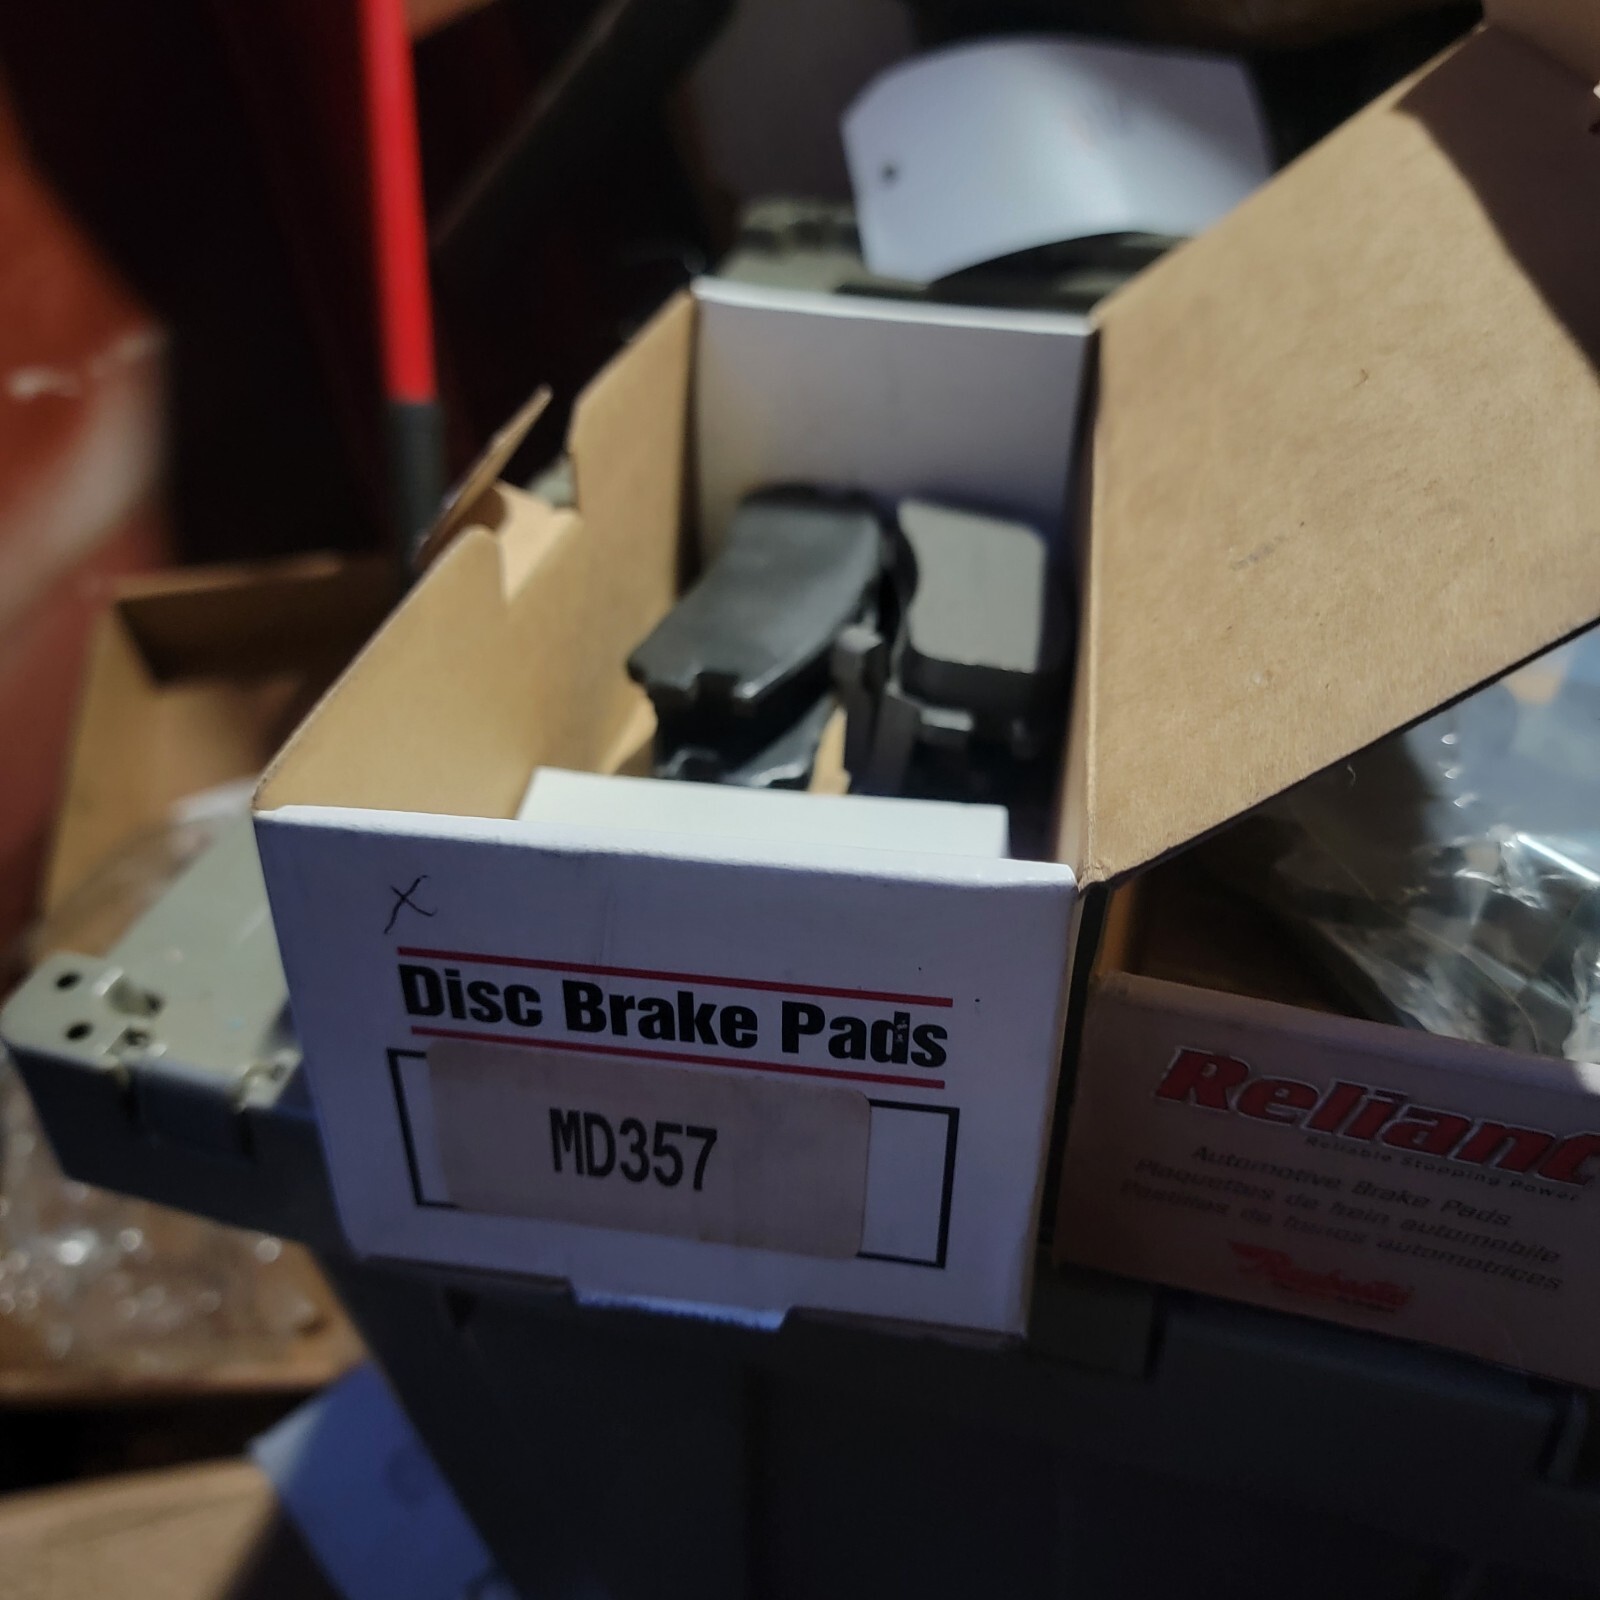 X
Disc Brake Pads
MD357
Reliant
Reliable Stopping Power
Automotive Brake Pads
Plaquettes de frein automobile
Pastillas de frenos automotrices
Raybestos